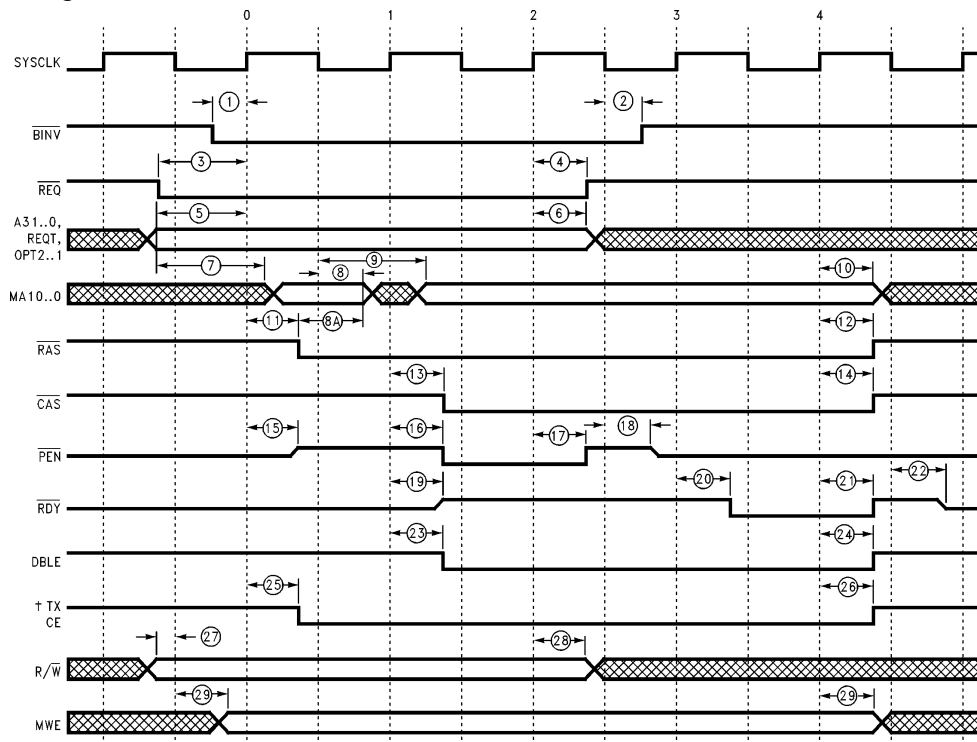 0 1 2 3 4
SYSCLK
1 2
BINV
3 4
REQ
5 6
A31..0,
REQT,
OPT2..1
7 8 9 10
MA10..0
11 8A 12
RAS
13 14
CAS
15 16 17 18
PEN
19 20 21 22
RDY
23 24
DBLE
25 26
† TX
CE
27 28
R/W
29 29
MWE